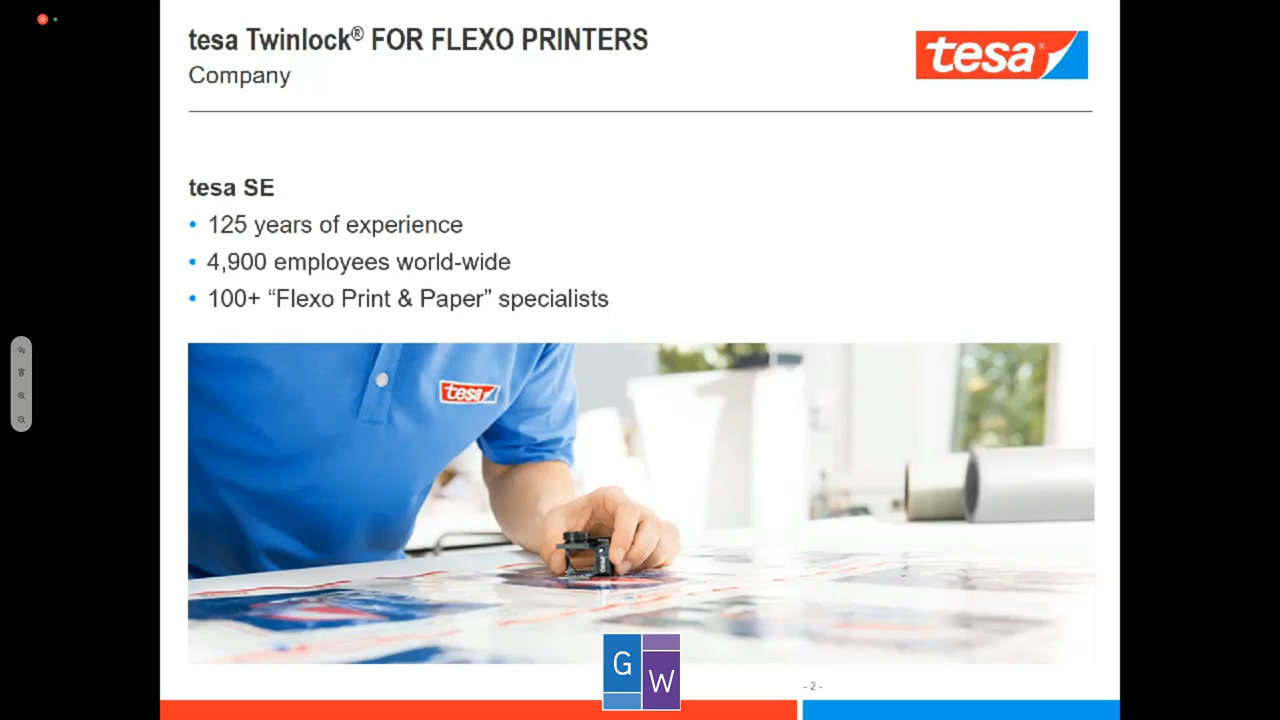 tesa Twinlock® FOR FLEXO PRINTERS
Company
tesa
tesa SE
• 125 years of experience
• 4,900 employees world-wide
• 100+ “Flexo Print & Paper” specialists
tesa
G W
- 2 -